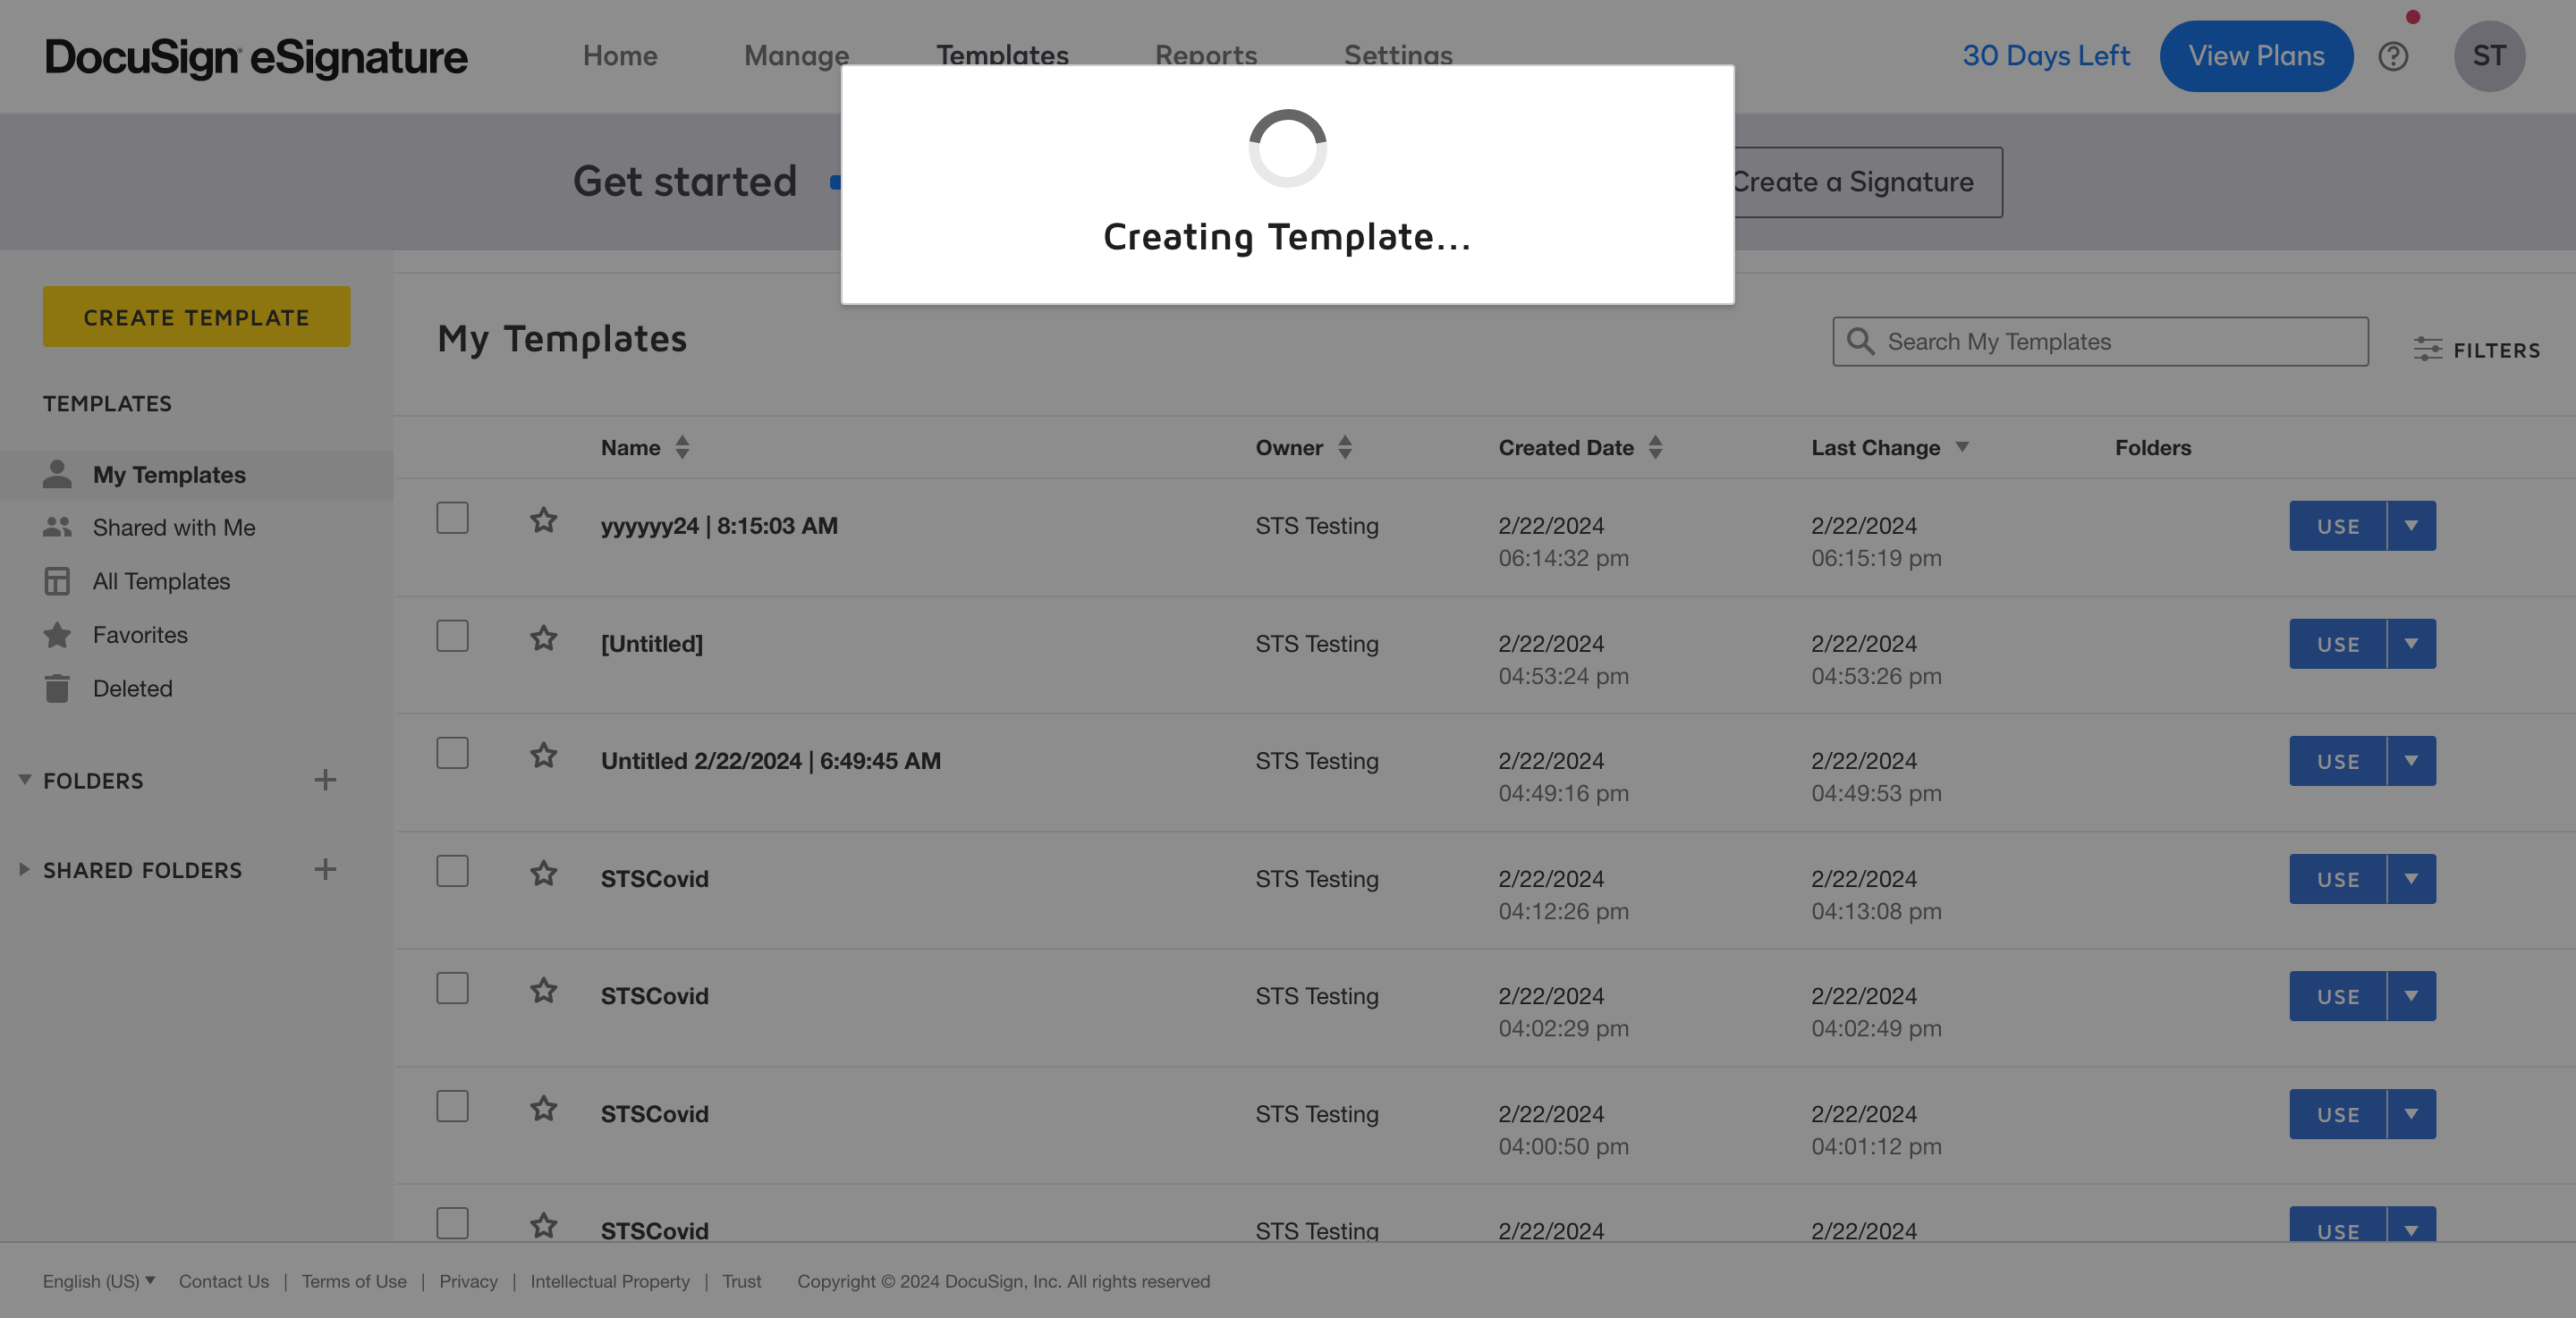 DocuSign eSignature
Home Manage Templates Reports Settings
30 Days Left View Plans ? ST
Get started
Create a Signature
Creating Template...
CREATE TEMPLATE
TEMPLATES
My Templates
Shared with Me
All Templates
Favorites
Deleted
FOLDERS
SHARED FOLDERS
My Templates
Search My Templates
FILTERS
Name Owner Created Date Last Change Folders
yyyyyy24 | 8:15:03 AM STS Testing 2/22/2024 2/22/2024 USE
06:14:32 pm 06:15:19 pm
[Untitled] STS Testing 2/22/2024 2/22/2024 USE
04:53:24 pm 04:53:26 pm
Untitled 2/22/2024 | 6:49:45 AM STS Testing 2/22/2024 2/22/2024 USE
04:49:16 pm 04:49:53 pm
STSCovid STS Testing 2/22/2024 2/22/2024 USE
04:12:26 pm 04:13:08 pm
STSCovid STS Testing 2/22/2024 2/22/2024 USE
04:02:29 pm 04:02:49 pm
STSCovid STS Testing 2/22/2024 2/22/2024 USE
04:00:50 pm 04:01:12 pm
STSCovid STS Testing 2/22/2024 2/22/2024 USE
English (US) Contact Us | Terms of Use | Privacy | Intellectual Property | Trust Copyright © 2024 DocuSign, Inc. All rights reserved